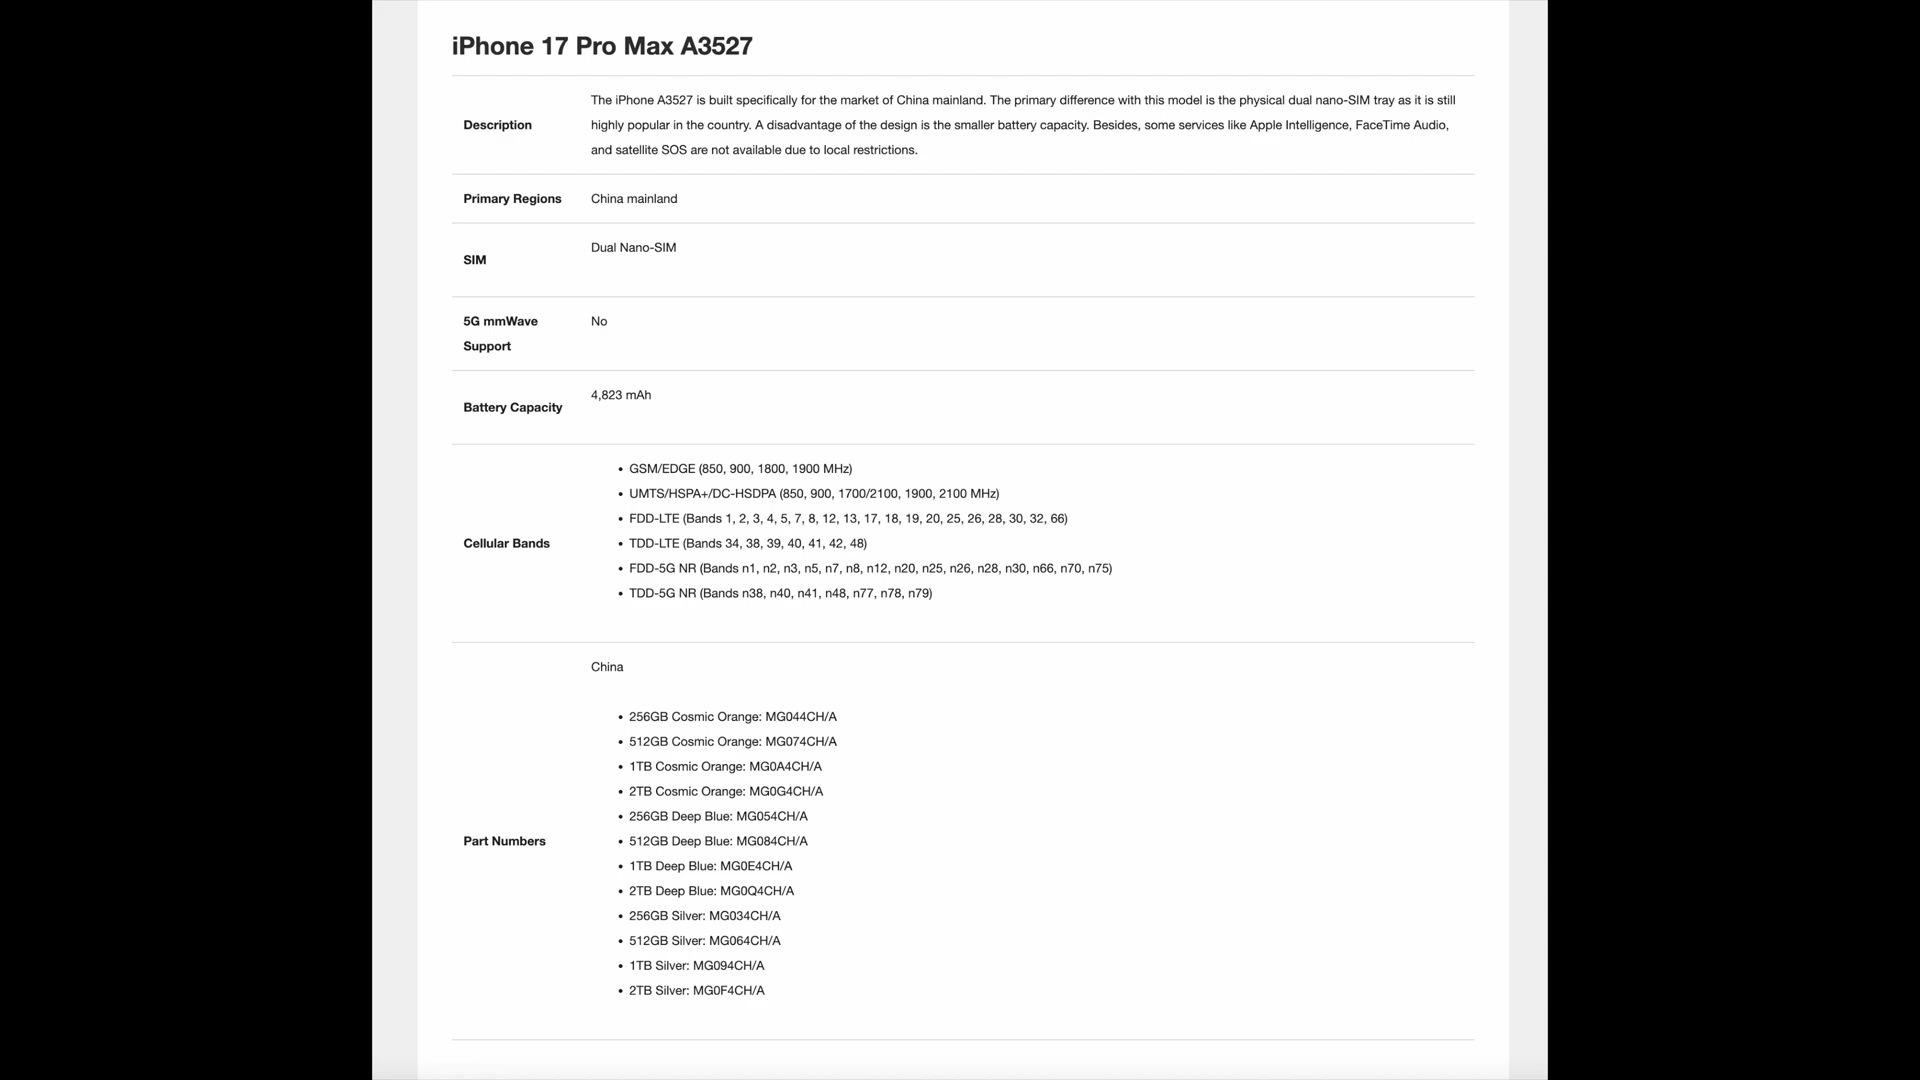 iPhone 17 Pro Max A3527
Description
The iPhone A3527 is built specifically for the market of China mainland. The primary difference with this model is the physical dual nano-SIM tray as it is still
highly popular in the country. A disadvantage of the design is the smaller battery capacity. Besides, some services like Apple Intelligence, FaceTime Audio,
and satellite SOS are not available due to local restrictions.
Primary Regions
China mainland
SIM
Dual Nano-SIM
5G mmWave
Support
No
Battery Capacity
4,823 mAh
Cellular Bands
• GSM/EDGE (850, 900, 1800, 1900 MHz)
• UMTS/HSPA+/DC-HSDPA (850, 900, 1700/2100, 1900, 2100 MHz)
• FDD-LTE (Bands 1, 2, 3, 4, 5, 7, 8, 12, 13, 17, 18, 19, 20, 25, 26, 28, 30, 32, 66)
• TDD-LTE (Bands 34, 38, 39, 40, 41, 42, 48)
• FDD-5G NR (Bands n1, n2, n3, n5, n7, n8, n12, n20, n25, n26, n28, n30, n66, n70, n75)
• TDD-5G NR (Bands n38, n40, n41, n48, n77, n78, n79)
Part Numbers
China
• 256GB Cosmic Orange: MG044CH/A
• 512GB Cosmic Orange: MG074CH/A
• 1TB Cosmic Orange: MG0A4CH/A
• 2TB Cosmic Orange: MG0G4CH/A
• 256GB Deep Blue: MG054CH/A
• 512GB Deep Blue: MG084CH/A
• 1TB Deep Blue: MG0E4CH/A
• 2TB Deep Blue: MG0Q4CH/A
• 256GB Silver: MG034CH/A
• 512GB Silver: MG064CH/A
• 1TB Silver: MG094CH/A
• 2TB Silver: MG0F4CH/A